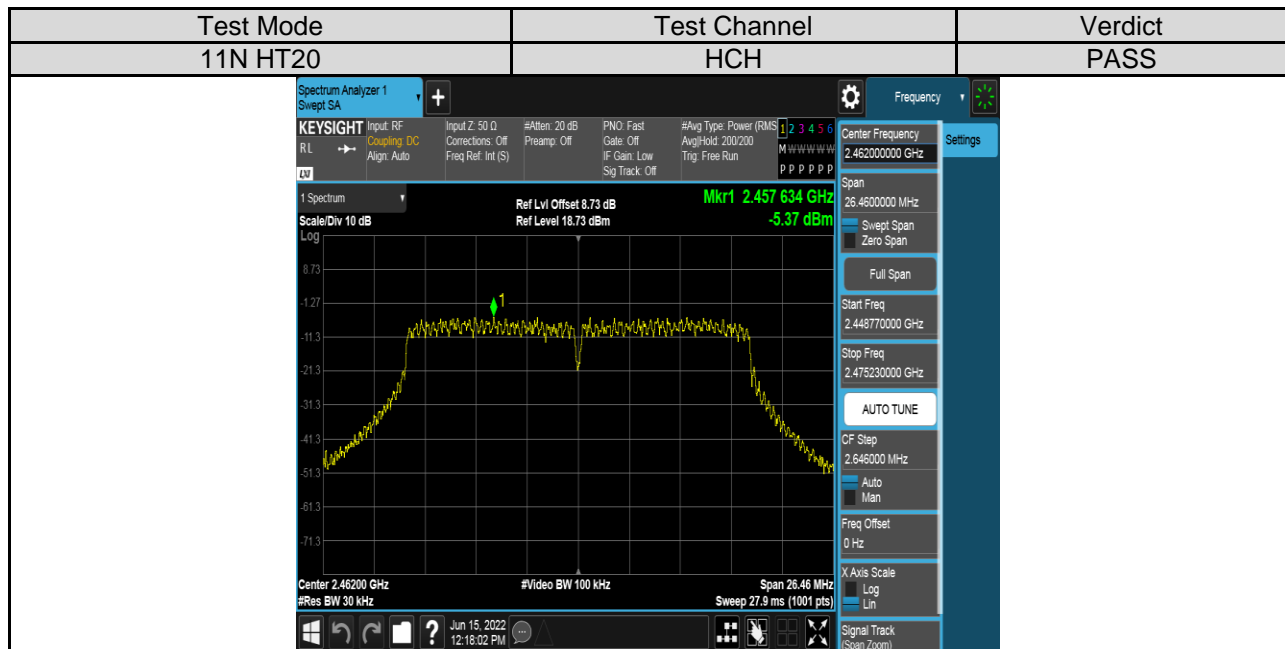 Test Mode Test Channel Verdict
11N HT20 HCH PASS
Spectrum Analyzer 1
Swept SA
Frequency
KEYSIGHT Input: RF Input Z: 50 Ω #Atten: 20 dB PNO: Fast #Avg Type: Power (RMS 1 2 3 4 5 6
RL Coupling: DC Corrections: Off Preamp: Off Gate: Off Avg|Hold: 200/200 M W W W W W
Align: Auto Freq Ref: Int (S) IF Gain: Low Trig: Free Run
LXI Sig Track: Off P P P P P P
Center Frequency
2.462000000 GHz
Settings
Span
26.4600000 MHz
Swept Span
Zero Span
Full Span
Start Freq
2.448770000 GHz
Stop Freq
2.475230000 GHz
AUTO TUNE
CF Step
2.646000 MHz
Auto
Man
Freq Offset
0 Hz
X Axis Scale
Log
Lin
Signal Track
(Span Zoom)
1 Spectrum Ref Lvl Offset 8.73 dB Mkr1 2.457 634 GHz
Scale/Div 10 dB Ref Level 18.73 dBm -5.37 dBm
Log
8.73
-1.27
1
-11.3
-21.3
-31.3
-41.3
-51.3
-61.3
-71.3
Center 2.46200 GHz #Video BW 100 kHz Span 26.46 MHz
#Res BW 30 kHz Sweep 27.9 ms (1001 pts)
? Jun 15, 2022
12:18:02 PM